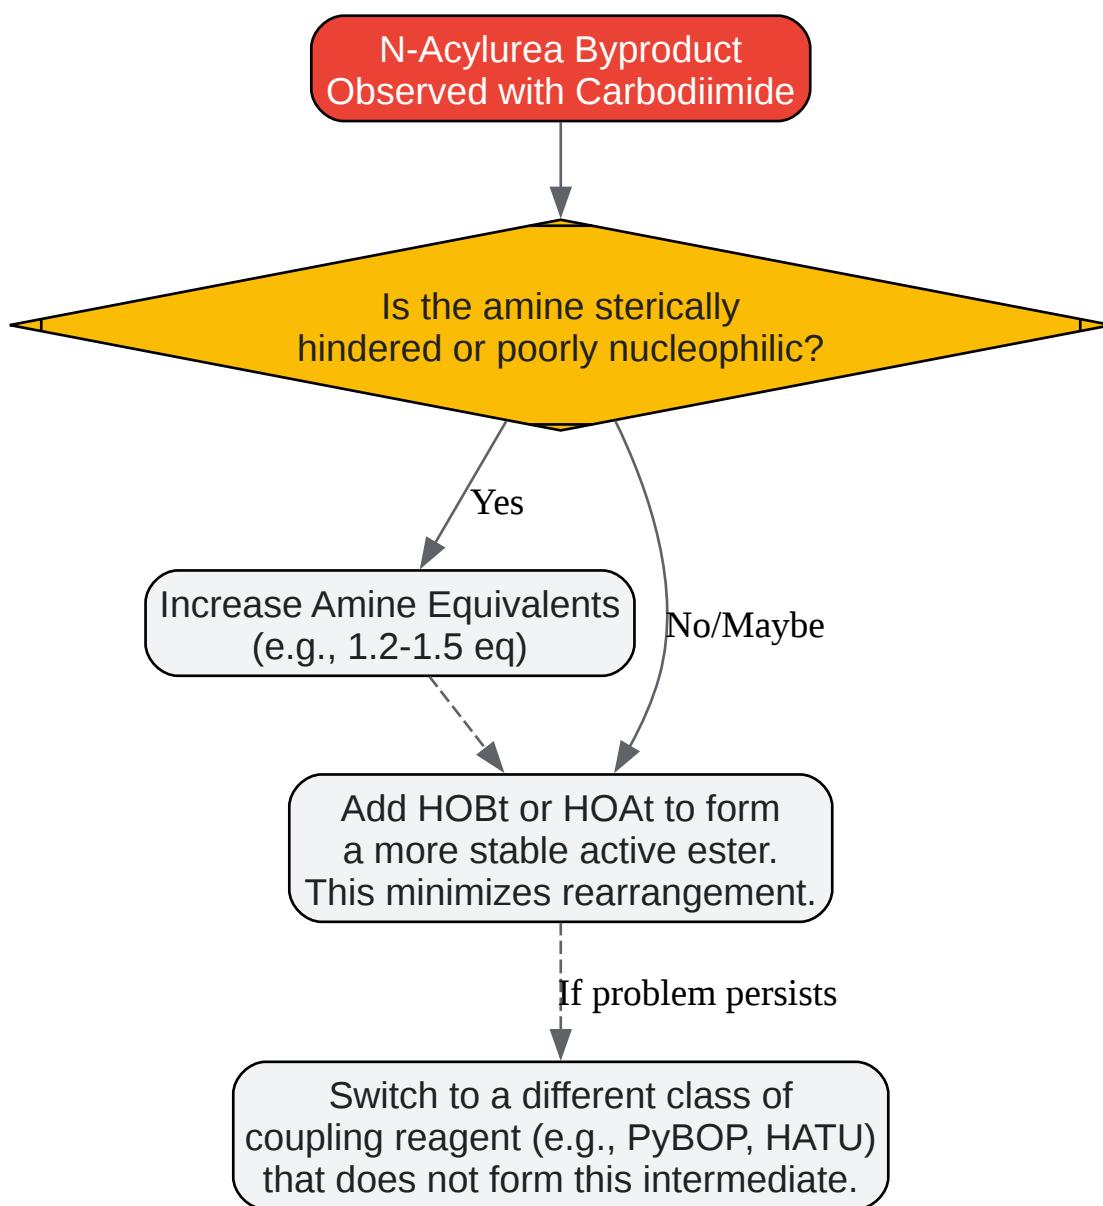 N-Acylurea Byproduct
Observed with Carbodiimide
Is the amine sterically
hindered or poorly nucleophilic?
Yes
Increase Amine Equivalents
(e.g., 1.2-1.5 eq)
No/Maybe
Add HOBt or HOAt to form
a more stable active ester.
This minimizes rearrangement.
If problem persists
Switch to a different class of
coupling reagent (e.g., PyBOP, HATU)
that does not form this intermediate.